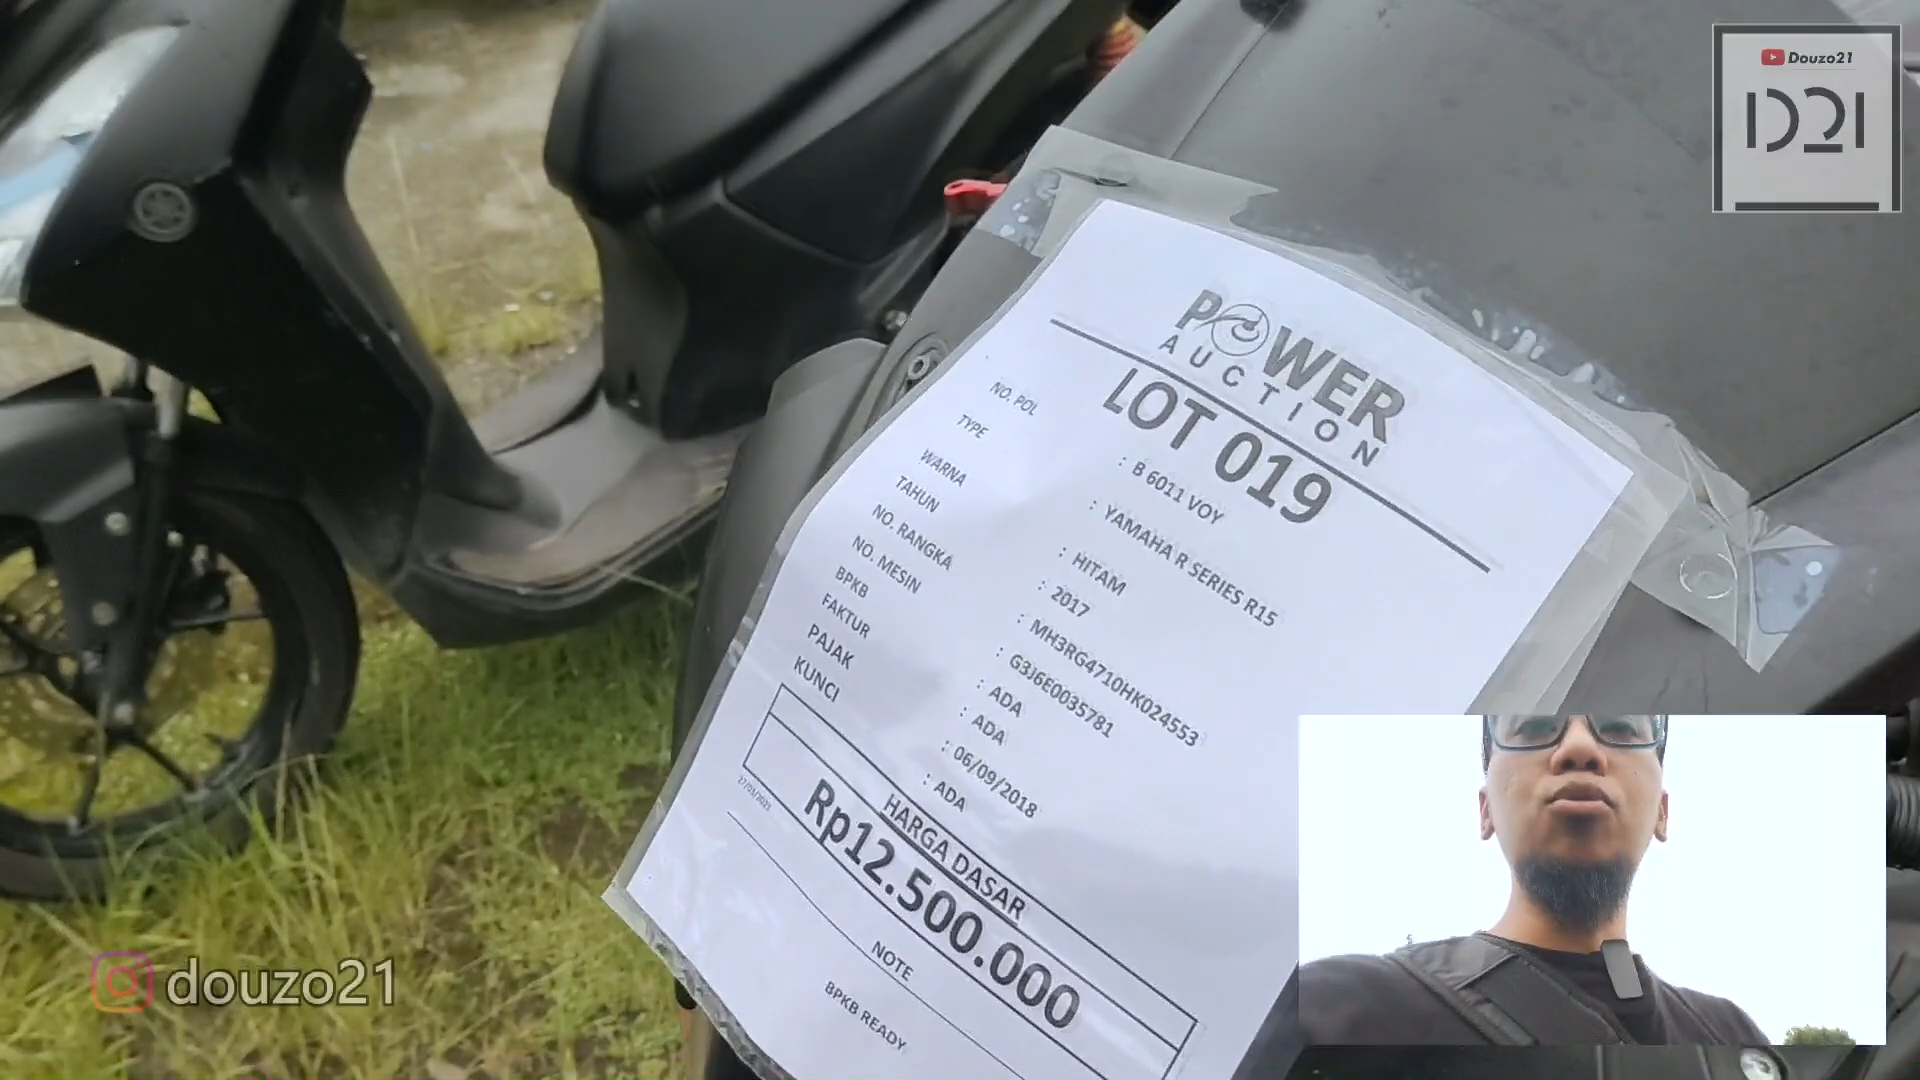 Douzo21
D21
POWER
AUCTION
LOT 019
NO. POL : B 6011 VOY
TYPE : YAMAHA R SERIES R15
WARNA : HITAM
TAHUN : 2017
NO. RANGKA : MH3RG4710HK024553
NO. MESIN : G3J6E0035781
BPKB : ADA
FAKTUR : ADA
PAJAK : 06/09/2018
KUNCI : ADA
HARGA DASAR
Rp12.500.000
NOTE
BPKB READY
douzo21